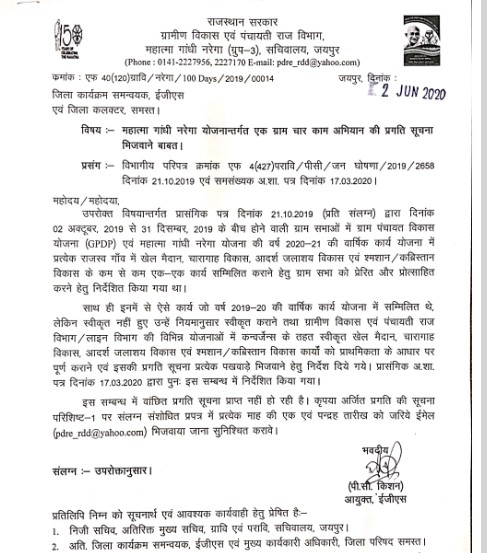 राजस्थान सरकार
ग्रामीण विकास एवं पंचायती राज विभाग,
महात्मा गांधी नरेगा (ग्रुप–3), सचिवालय, जयपुर
(Phone : 0141-2227956, 2227170 E-mail: pdre_rdd@yahoo.com)
क्रमांक : एफ 40(120)ग्रावि/नरेगा/100 Days/2019/00014 जयपुर, दिनांक :
2 JUN 2020
जिला कार्यक्रम समन्वयक, ईजीएस
एवं जिला कलक्टर, समस्त।
विषय :– महात्मा गांधी नरेगा योजनान्तर्गत एक ग्राम चार काम अभियान की प्रगति सूचना
भिजवाने बाबत।
प्रसंग :– विभागीय परिपत्र क्रमांक एफ 4(427)परावि/पीसी/जन घोषणा/2019/2658
दिनांक 21.10.2019 एवं समसंख्यक अ.शा. पत्र दिनांक 17.03.2020।
महोदय/महोदया,
उपरोक्त विषयान्तर्गत प्रासंगिक पत्र दिनांक 21.10.2019 (प्रति संलग्न) द्वारा दिनांक
02 अक्टूबर, 2019 से 31 दिसम्बर, 2019 के बीच होने वाली ग्राम सभाओं में ग्राम पंचायत विकास
योजना (GPDP) एवं महात्मा गांधी नरेगा योजना की वर्ष 2020-21 की वार्षिक कार्य योजना में
प्रत्येक राजस्व गाँव में खेल मैदान, चारागाह विकास, आदर्श जलाशय विकास एवं श्मशान/कब्रिस्तान
विकास के कम से कम एक–एक कार्य सम्मिलित कराने हेतु ग्राम सभा को प्रेरित और प्रोत्साहित
करने हेतु निर्देशित किया गया था।
साथ ही इनमें से ऐसे कार्य जो वर्ष 2019-20 की वार्षिक कार्य योजना में सम्मिलित थे,
लेकिन स्वीकृत नहीं हुए उन्हें नियमानुसार स्वीकृत कराने तथा ग्रामीण विकास एवं पंचायती राज
विभाग/लाइन विभाग की विभिन्न योजनाओं में कन्वर्जेन्स के तहत स्वीकृत खेल मैदान, चारागाह
विकास, आदर्श जलाशय विकास एवं श्मशान/कब्रिस्तान विकास कार्यों को प्राथमिकता के आधार पर
पूर्ण कराने एवं इसकी प्रगति सूचना प्रत्येक पखवाड़े भिजवाने हेतु निर्देश दिये गये। प्रासंगिक अ.शा.
पत्र दिनांक 17.03.2020 द्वारा पुनः इस सम्बन्ध में निर्देशित किया गया।
इस सम्बन्ध में वांछित प्रगति सूचना प्राप्त नहीं हो रही है। कृपया अर्जित प्रगति की सूचना
परिशिष्ट–1 पर संलग्न संशोधित प्रपत्र में प्रत्येक माह की एक एवं पन्द्रह तारीख को जरिये ईमेल
(pdre_rdd@yahoo.com) भिजवाया जाना सुनिश्चित करावे।
भवदीय
संलग्न :– उपरोक्तानुसार।
(पी.सी. किशन)
आयुक्त, ईजीएस
प्रतिलिपि निम्न को सूचनार्थ एवं आवश्यक कार्यवाही हेतु प्रेषित है:–
1. निजी सचिव, अतिरिक्त मुख्य सचिव, ग्रावि एवं परावि, सचिवालय, जयपुर।
2. अति. जिला कार्यक्रम समन्वयक, ईजीएस एवं मुख्य कार्यकारी अधिकारी, जिला परिषद समस्त।